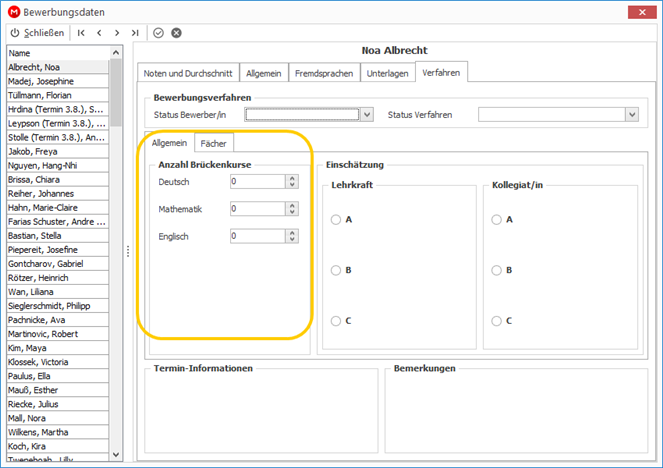 Bewerbungsdaten
Schließen
Name
Albrecht, Noa
Madej, Josephine
Tüllmann, Florian
Hrdina (Termin 3.8.), S...
Leypson (Termin 3.8.), ...
Stolle (Termin 3.8.), An...
Jakob, Freya
Nguyen, Hang-Nhi
Brissa, Chiara
Reiher, Johannes
Hahn, Marie-Claire
Farias Schuster, Andre ...
Bastian, Stella
Piepereit, Josefine
Gontcharov, Gabriel
Rötzer, Heinrich
Wan, Liliana
Sieglerschmidt, Philipp
Pachnicke, Ava
Martinovic, Robert
Kim, Maya
Klossek, Victoria
Paulus, Ella
Mauß, Esther
Riecke, Julius
Mall, Nora
Wilkens, Martha
Koch, Kira
Noa Albrecht
Noten und Durchschnitt Allgemein Fremdsprachen Unterlagen Verfahren
Bewerbungsverfahren
Status Bewerber/in Status Verfahren
Allgemein Fächer
Anzahl Brückenkurse
Deutsch 0
Mathematik 0
Englisch 0
Einschätzung
Lehrkraft
A
B
C
Kollegiat/in
A
B
C
Termin-Informationen
Bemerkungen